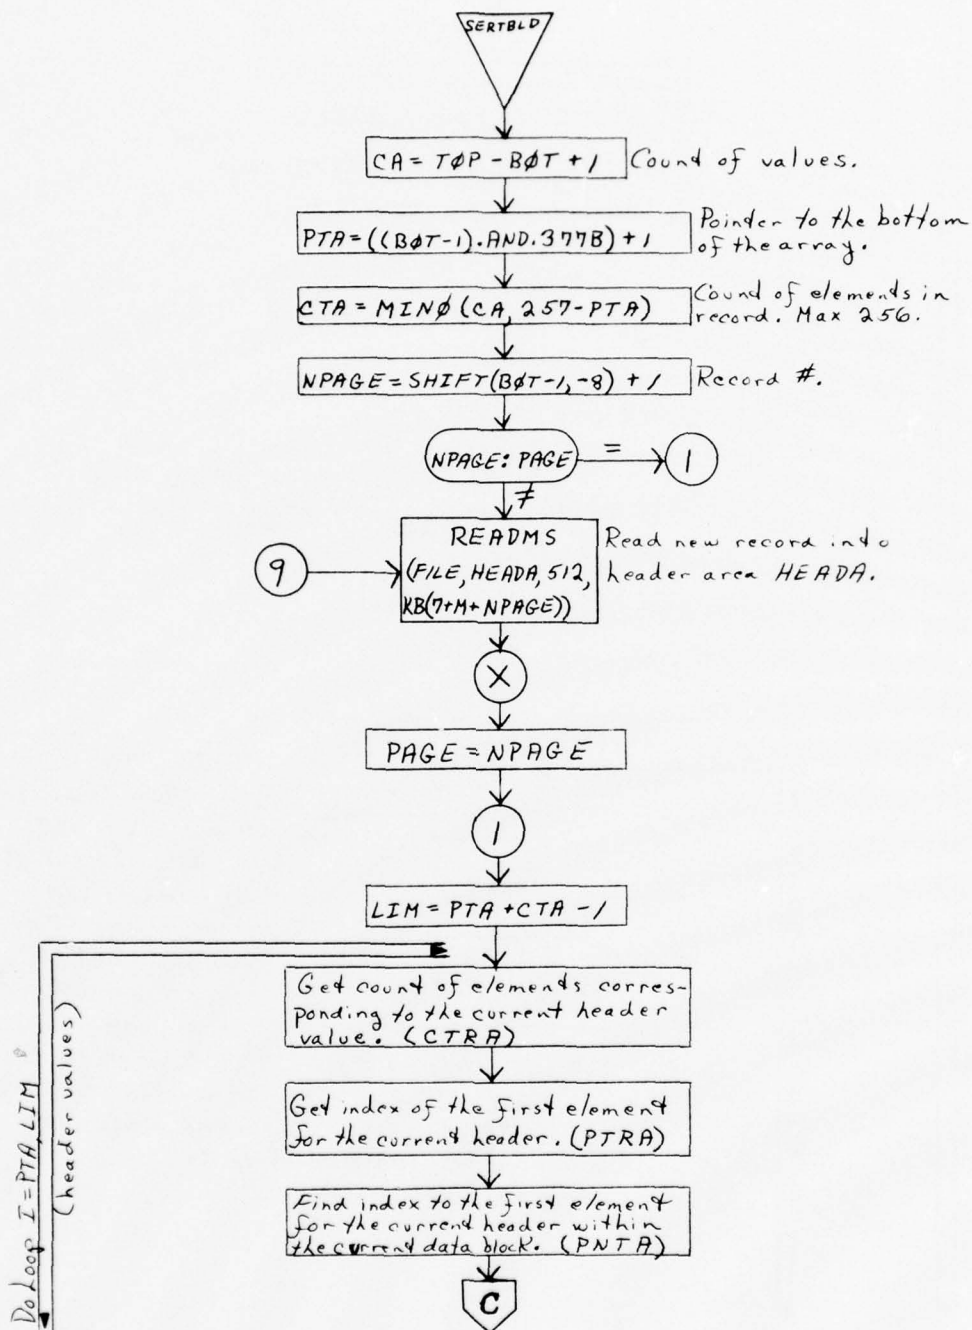 SERTBLD
CA = TØP - BØT + 1
Cound of values.
PTA = ((BØT-1).AND.377B) + 1
Pointer to the bottom
of the array.
CTA = MINØ (CA, 257-PTA)
Cound of elements in
record. Max 256.
NPAGE = SHIFT(BØT-1,-8) + 1
Record #.
NPAGE: PAGE
=
1
≠
READMS
(FILE, HEADA, 512,
KB(7+M+NPAGE))
Read new record indo
header area HEADA.
9
X
PAGE = NPAGE
1
LIM = PTA + CTA - 1
Get count of elements corres-
ponding to the current header
value. (CTRA)
Get index of the first element
for the current header. (PTRA)
Find index to the first element
for the current header within
the current data block. (PNTA)
C
Do Loop I=PTA, LIM
(header values)